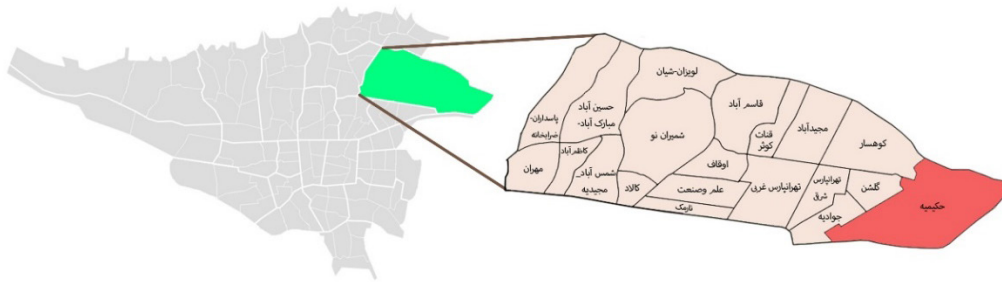 لویزان-شیان
قاسم آباد
حسین آباد
مبارک آباد-
پاسداران-
ضرابخانه
شمیران نو
قنات
کوثر
مجیدآباد
کوهسار
کاظم آباد
مهران
شمس آباد_
مجیدیه
کالاد
اوقاف
علم وصنعت
نارمک
تهرانپارس غربی
تهرانپارس
شرقی
گلشن
جوادیه
حکیمیه